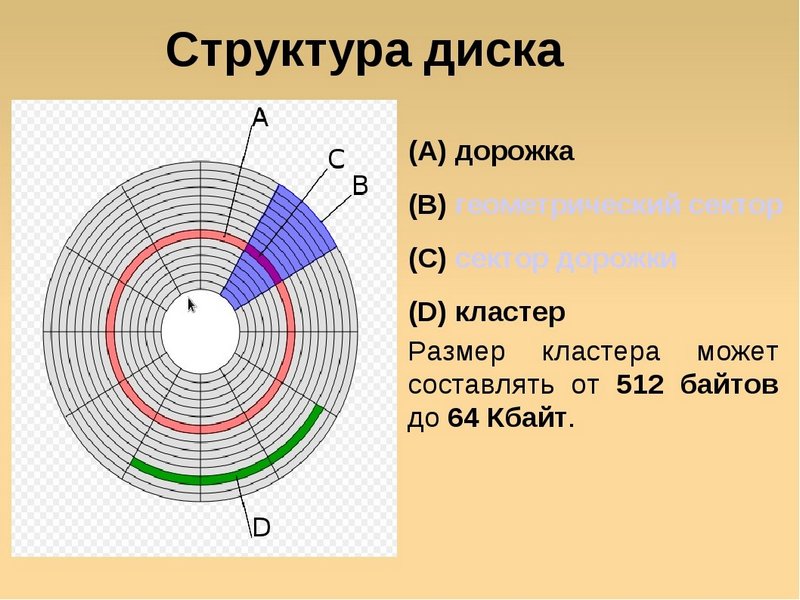 Структура диска
A
C
B
(A) дорожка
(B) геометрический сектор
(C) сектор дорожки
(D) кластер
Размер кластера может
составлять от 512 байтов
до 64 Кбайт.
D